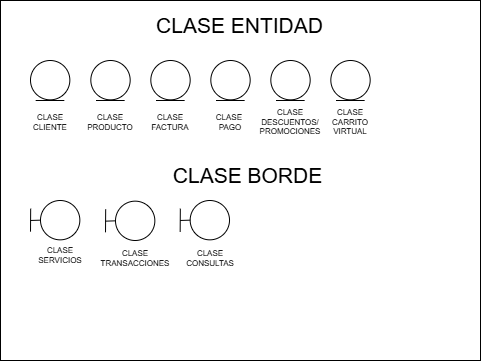 CLASE ENTIDAD
CLASE
CLIENTE
CLASE
PRODUCTO
CLASE
FACTURA
CLASE
PAGO
CLASE
DESCUENTOS/
PROMOCIONES
CLASE
CARRITO
VIRTUAL
CLASE BORDE
CLASE
SERVICIOS
CLASE
TRANSACCIONES
CLASE
CONSULTAS